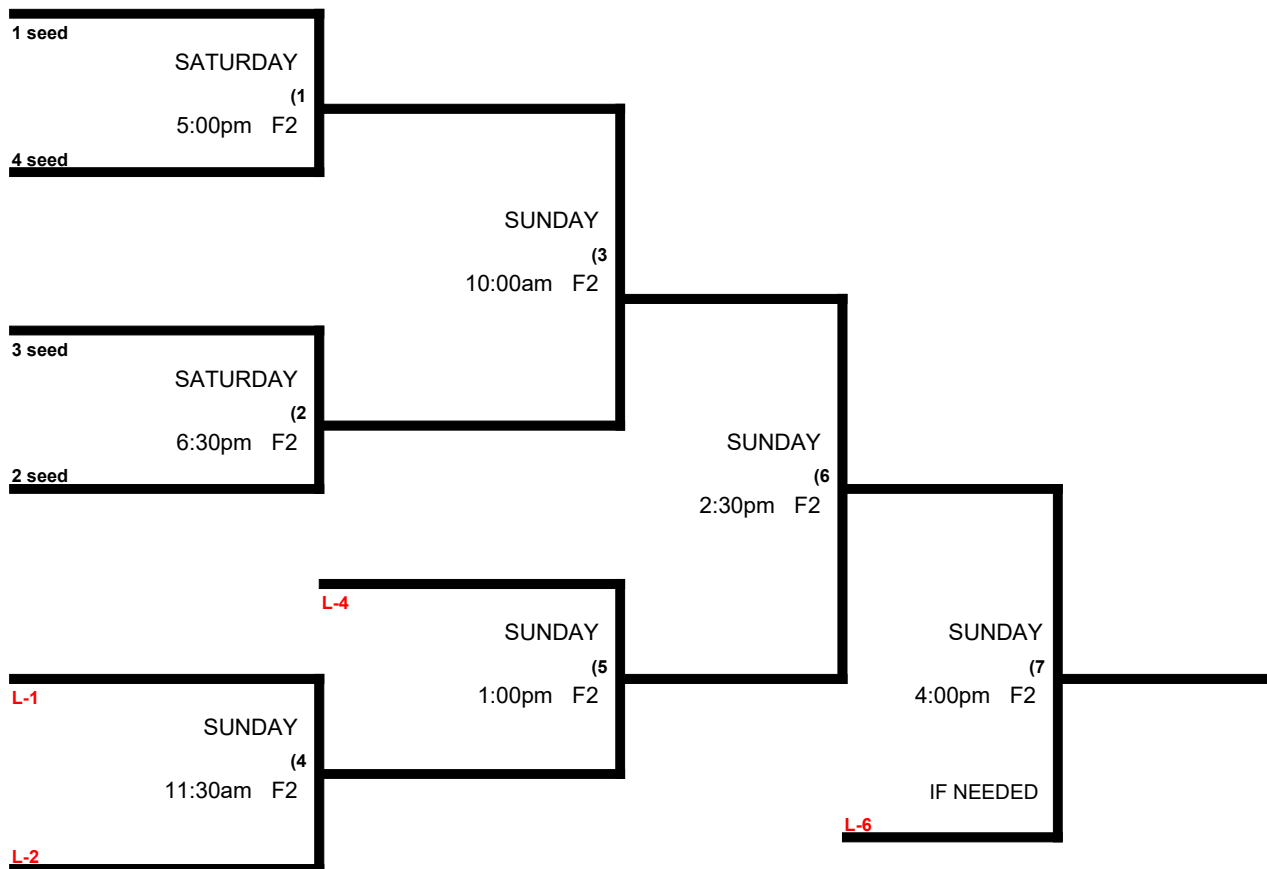 1 seed
SATURDAY
(1
5:00pm F2
4 seed
SUNDAY
(3
10:00am F2
3 seed
SATURDAY
(2
6:30pm F2
2 seed
SUNDAY
(6
2:30pm F2
L-4
SUNDAY
(5
1:00pm F2
SUNDAY
(7
4:00pm F2
L-1
SUNDAY
(4
11:30am F2
IF NEEDED
L-6
L-2